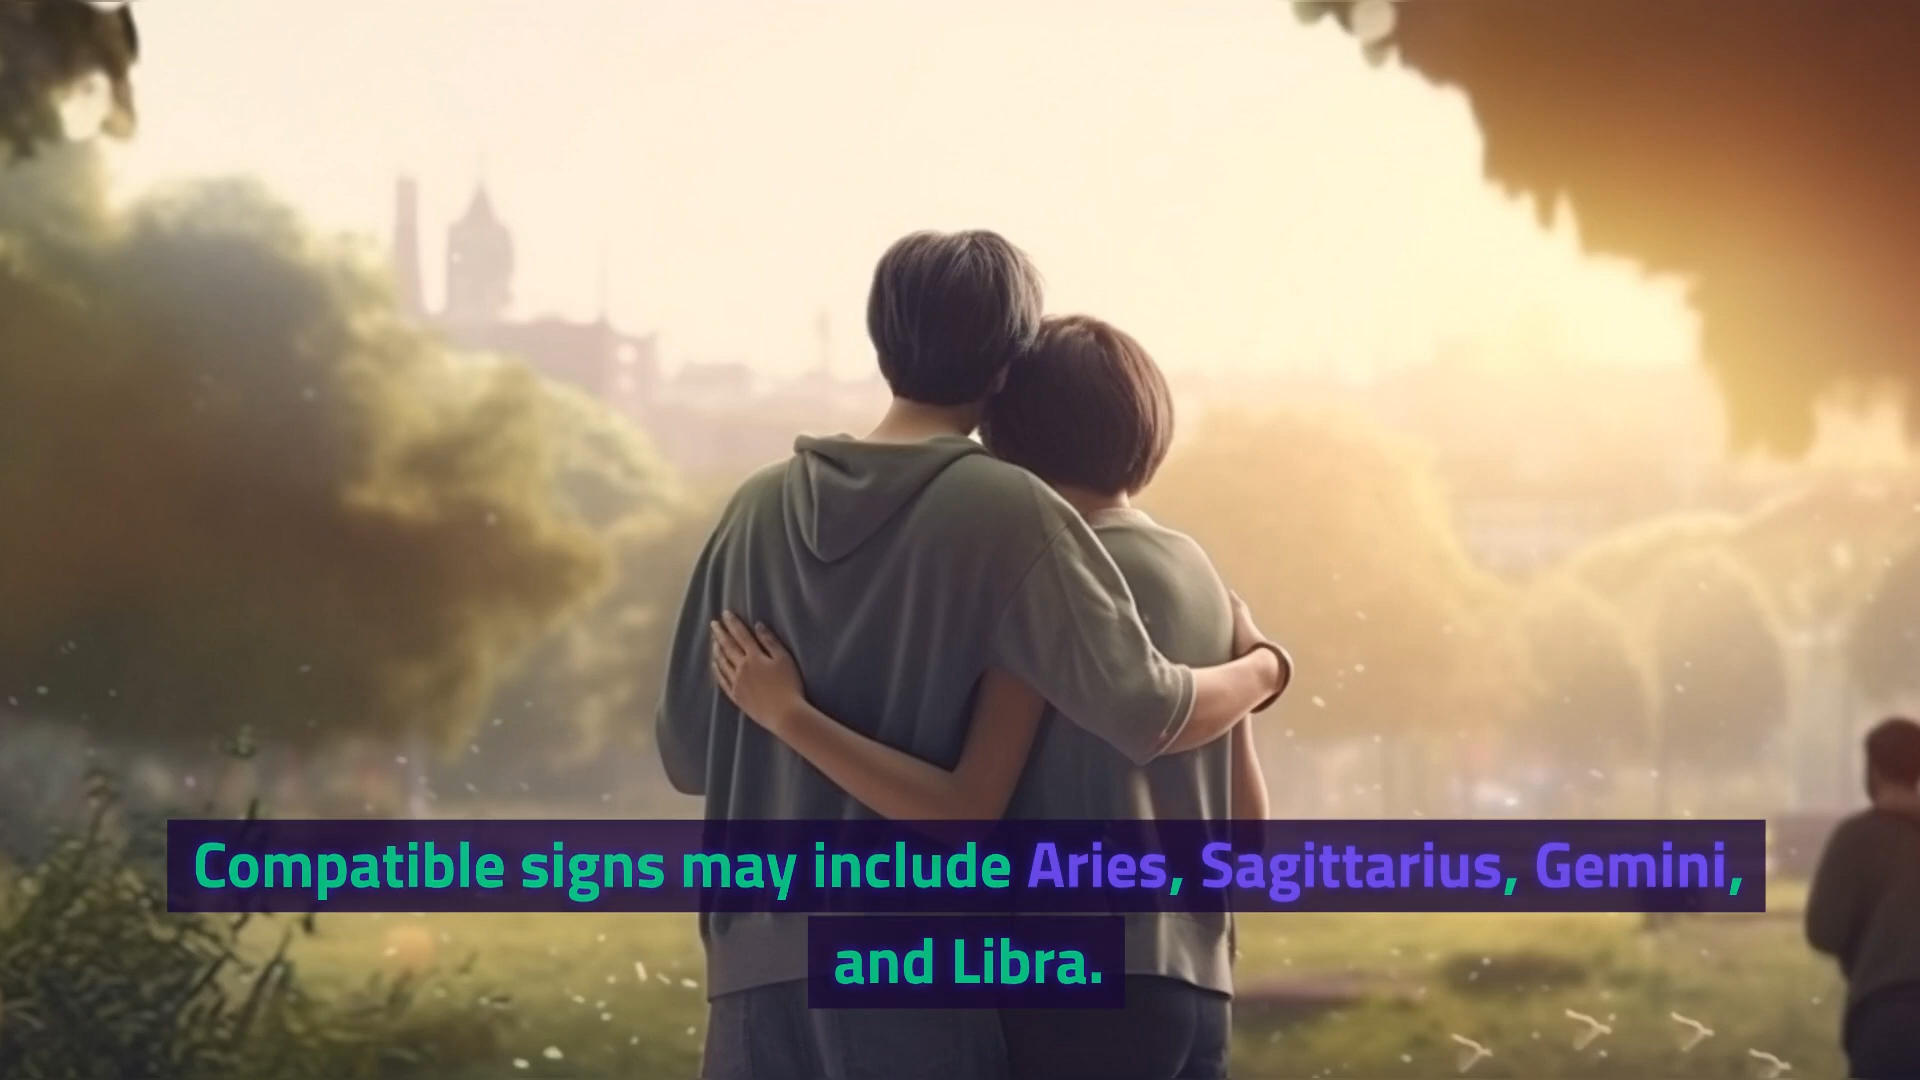 Compatible signs may include Aries, Sagittarius, Gemini,
and Libra.